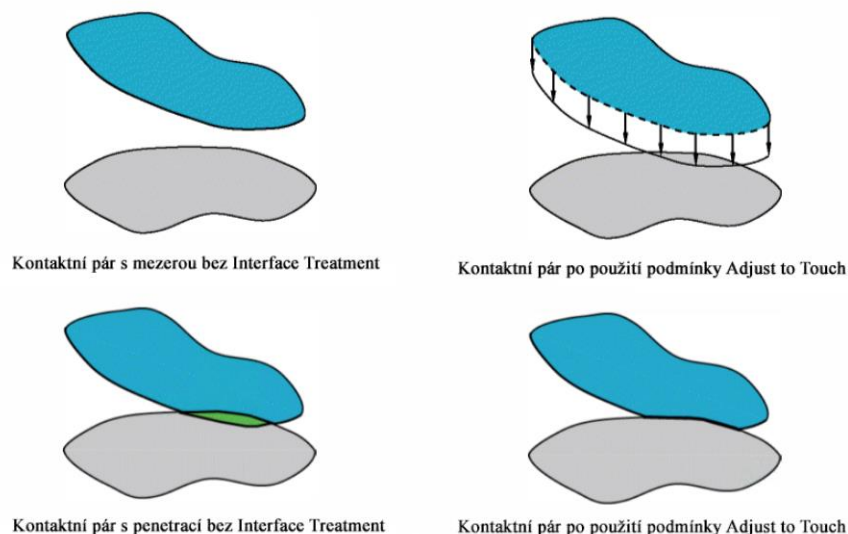 Kontaktní pár s mezerou bez Interface Treatment
Kontaktní pár po použití podmínky Adjust to Touch
Kontaktní pár s penetrací bez Interface Treatment
Kontaktní pár po použití podmínky Adjust to Touch